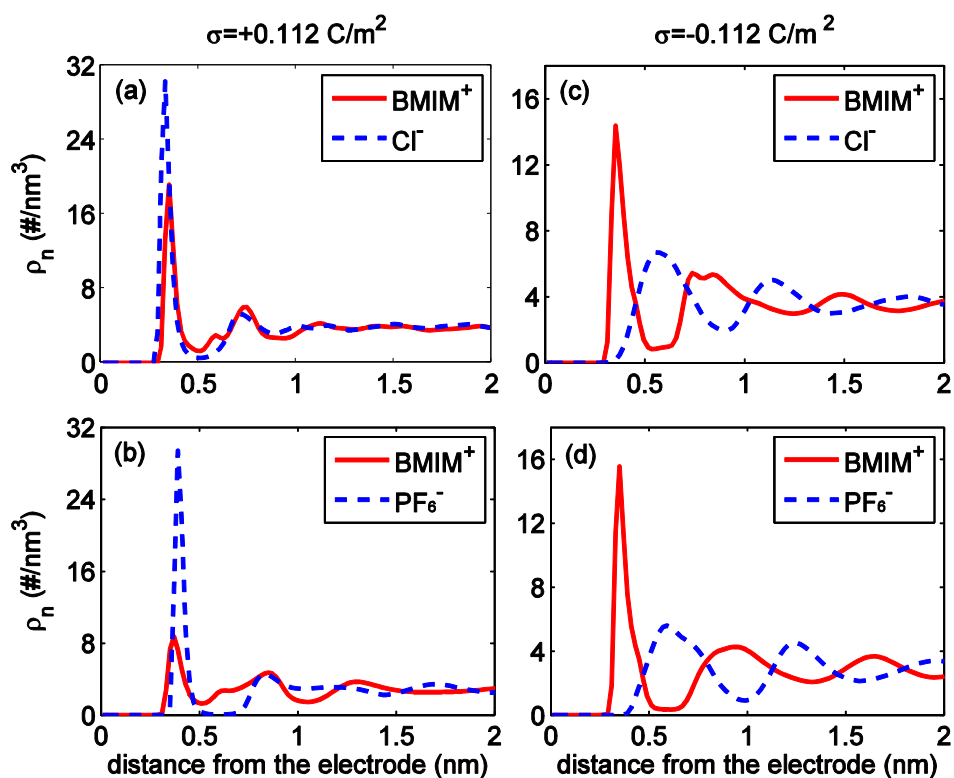 σ=+0.112 C/m²
σ=-0.112 C/m ²
(a)
BMIM⁺
Cl⁻
ρₙ (#/nm³)
32
24
16
8
0
0 0.5 1 1.5 2
(c)
BMIM⁺
Cl⁻
16
12
8
4
0
0 0.5 1 1.5 2
(b)
BMIM⁺
PF₆⁻
ρₙ (#/nm³)
32
24
16
8
0
0 0.5 1 1.5 2
distance from the electrode (nm)
(d)
BMIM⁺
PF₆⁻
16
12
8
4
0
0 0.5 1 1.5 2
distance from the electrode (nm)